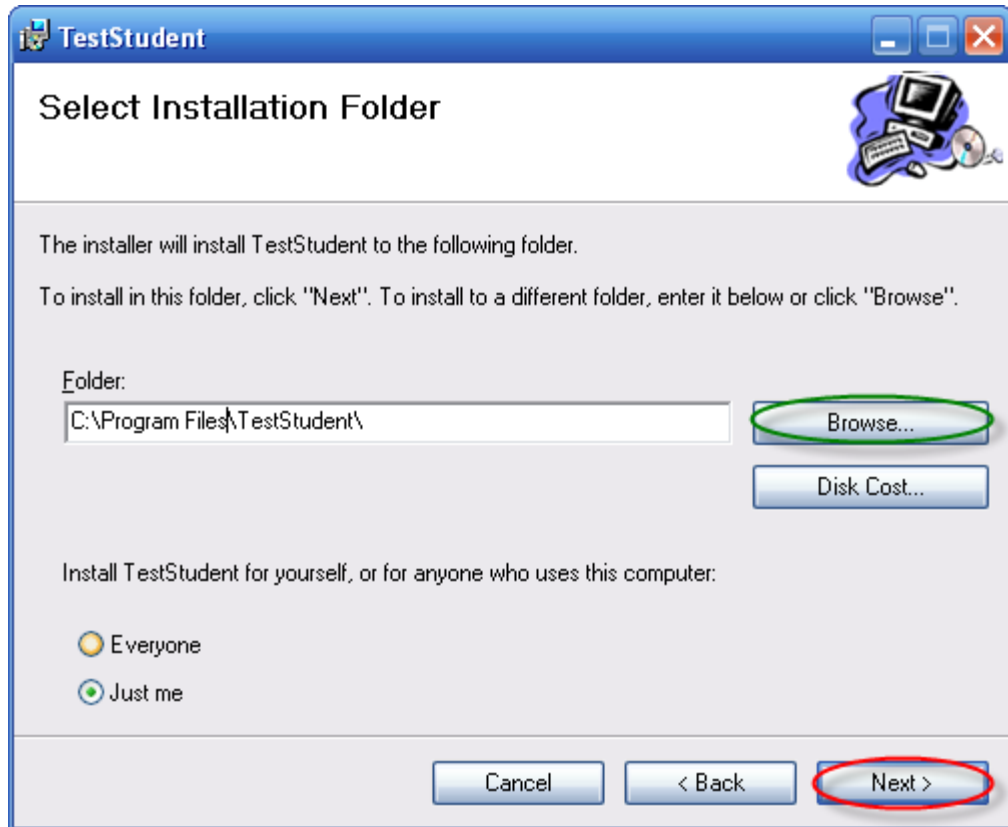 TestStudent
Select Installation Folder
The installer will install TestStudent to the following folder.
To install in this folder, click "Next". To install to a different folder, enter it below or click "Browse".
Folder:
C:\Program Files\TestStudent\
Browse...
Disk Cost...
Install TestStudent for yourself, or for anyone who uses this computer:
Everyone
Just me
Cancel
< Back
Next >